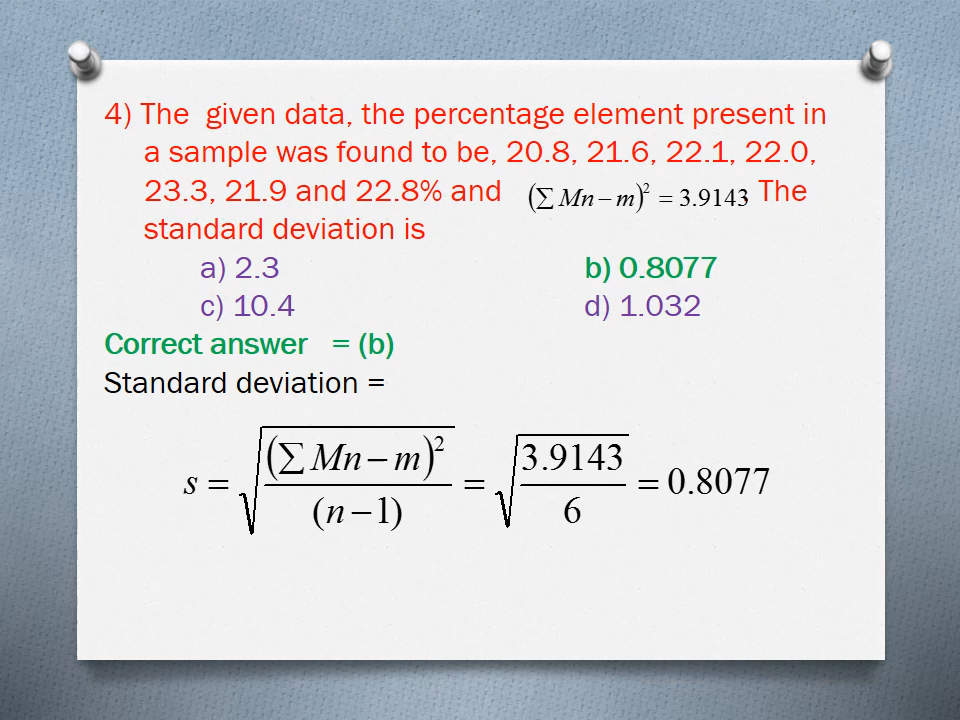 4) The given data, the percentage element present in
a sample was found to be, 20.8, 21.6, 22.1, 22.0,
23.3, 21.9 and 22.8% and (∑ Mn − m)² = 3.9143 The
standard deviation is
a) 2.3 b) 0.8077
c) 10.4 d) 1.032
Correct answer = (b)
Standard deviation =
s = √((∑ Mn − m)² / (n − 1)) = √(3.9143 / 6) = 0.8077